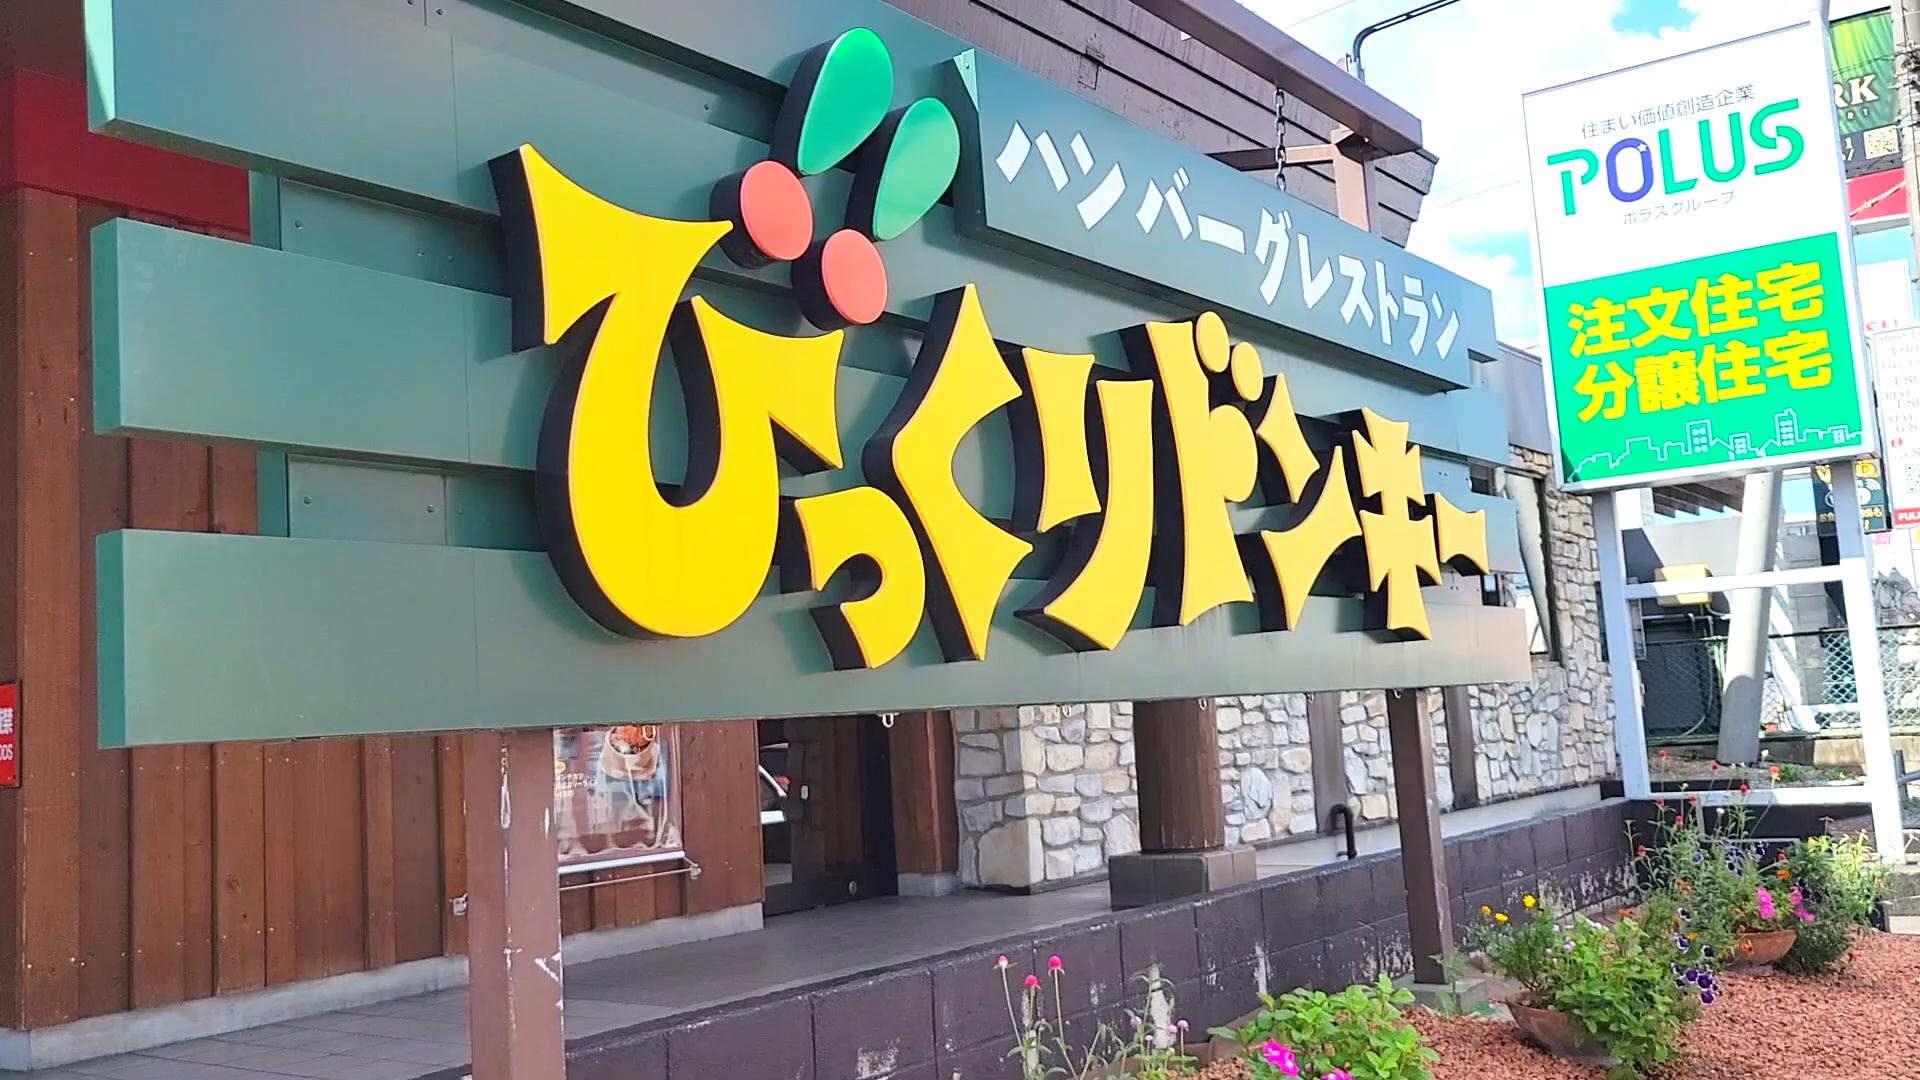 ハンバーグレストラン
びっくりドンキー
住まい価値創造企業
POLUS
ポラスグループ
注文住宅
分譲住宅
RK
FUL